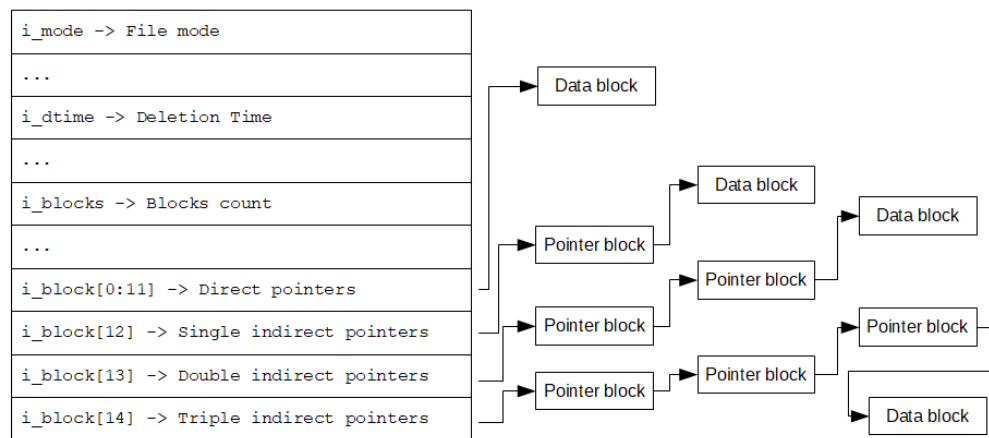 i_mode -> File mode
...
i_dtime -> Deletion Time
...
i_blocks -> Blocks count
...
i_block[0:11] -> Direct pointers
i_block[12] -> Single indirect pointers
i_block[13] -> Double indirect pointers
i_block[14] -> Triple indirect pointers
Data block
Pointer block
Data block
Pointer block
Pointer block
Data block
Pointer block
Pointer block
Pointer block
Data block